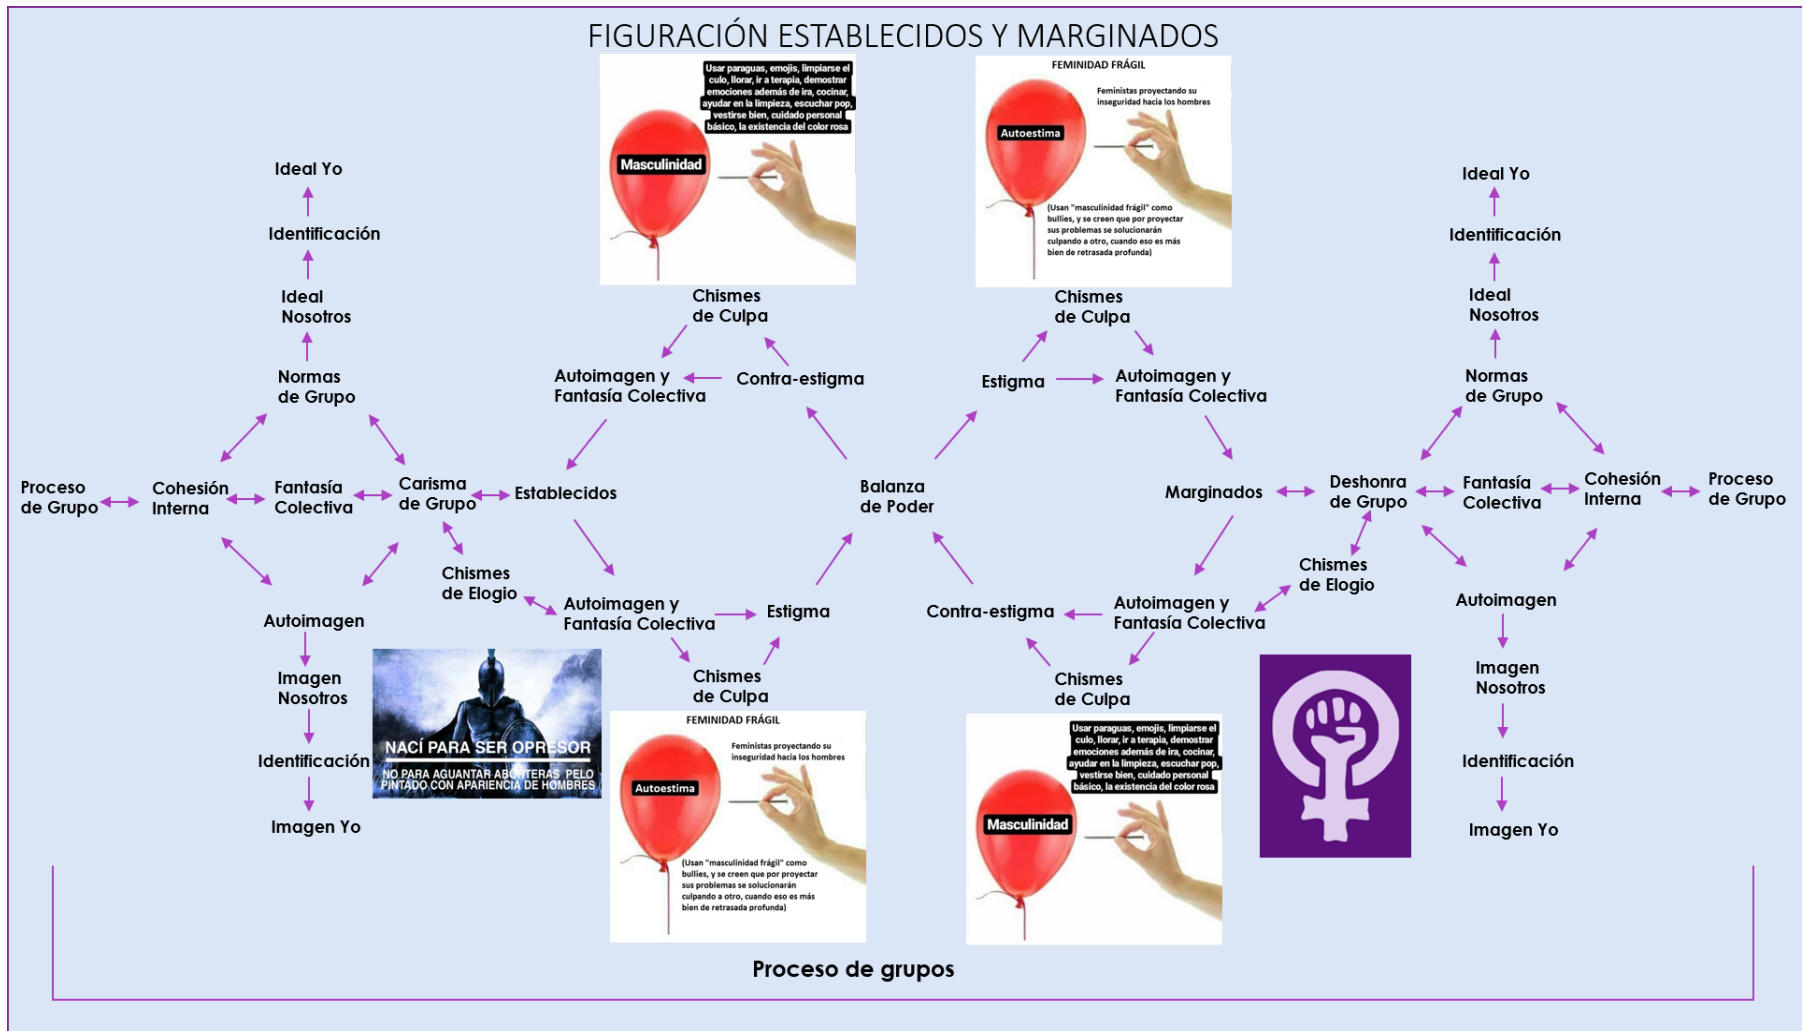 FIGURACIÓN ESTABLECIDOS Y MARGINADOS
Usar paraguas, emojis, limpiarse el
culo, llorar, ir a terapia, demostrar
emociones además de ira, cocinar,
ayudar en la limpieza, escuchar pop,
vestirse bien, cuidado personal
básico, la existencia del color rosa
Masculinidad
FEMINIDAD FRÁGIL
Feministas proyectando su
inseguridad hacia los hombres
Autoestima
(Usan "masculinidad frágil" como
bullies, y se creen que por proyectar
sus problemas se solucionarán
culpando a otro, cuando eso es más
bien de retrasada profunda)
Ideal Yo
Identificación
Ideal
Nosotros
Normas
de Grupo
Proceso
de Grupo
Cohesión
Interna
Fantasía
Colectiva
Carisma
de Grupo
Establecidos
Chismes
de Culpa
Autoimagen y
Fantasía Colectiva
Contra-estigma
Chismes
de Elogio
Autoimagen y
Fantasía Colectiva
Estigma
Chismes
de Culpa
Autoimagen
Imagen
Nosotros
Identificación
Imagen Yo
NACÍ PARA SER OPRESOR
NO PARA AGUANTAR ABORTERAS PELO
PINTADO CON APARIENCIA DE HOMBRES
FEMINIDAD FRÁGIL
Feministas proyectando su
inseguridad hacia los hombres
Autoestima
(Usan "masculinidad frágil" como
bullies, y se creen que por proyectar
sus problemas se solucionarán
culpando a otro, cuando eso es más
bien de retrasada profunda)
Balanza
de Poder
Chismes
de Culpa
Estigma
Autoimagen y
Fantasía Colectiva
Marginados
Deshonra
de Grupo
Fantasía
Colectiva
Cohesión
Interna
Proceso
de Grupo
Ideal Yo
Identificación
Ideal
Nosotros
Normas
de Grupo
Chismes
de Elogio
Contra-estigma
Autoimagen y
Fantasía Colectiva
Chismes
de Culpa
Usar paraguas, emojis, limpiarse el
culo, llorar, ir a terapia, demostrar
emociones además de ira, cocinar,
ayudar en la limpieza, escuchar pop,
vestirse bien, cuidado personal
básico, la existencia del color rosa
Masculinidad
Autoimagen
Imagen
Nosotros
Identificación
Imagen Yo
Proceso de grupos